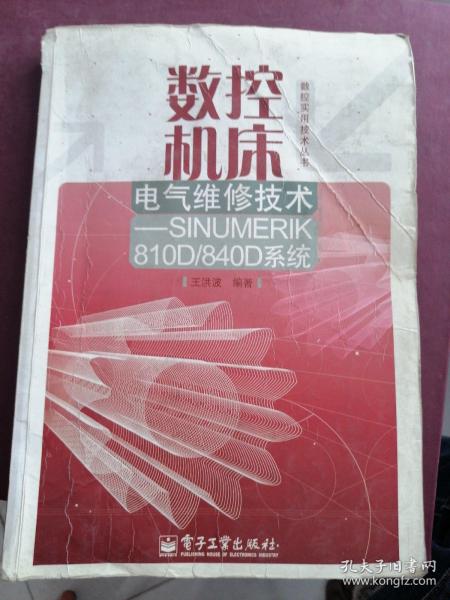 数控
机床
数控实用技术丛书
电气维修技术
—SINUMERIK
810D/840D系统
王洪波 编著
電子工業出版社
PUBLISHING HOUSE OF ELECTRONICS INDUSTRY
孔夫子旧书网
www.kongfz.com